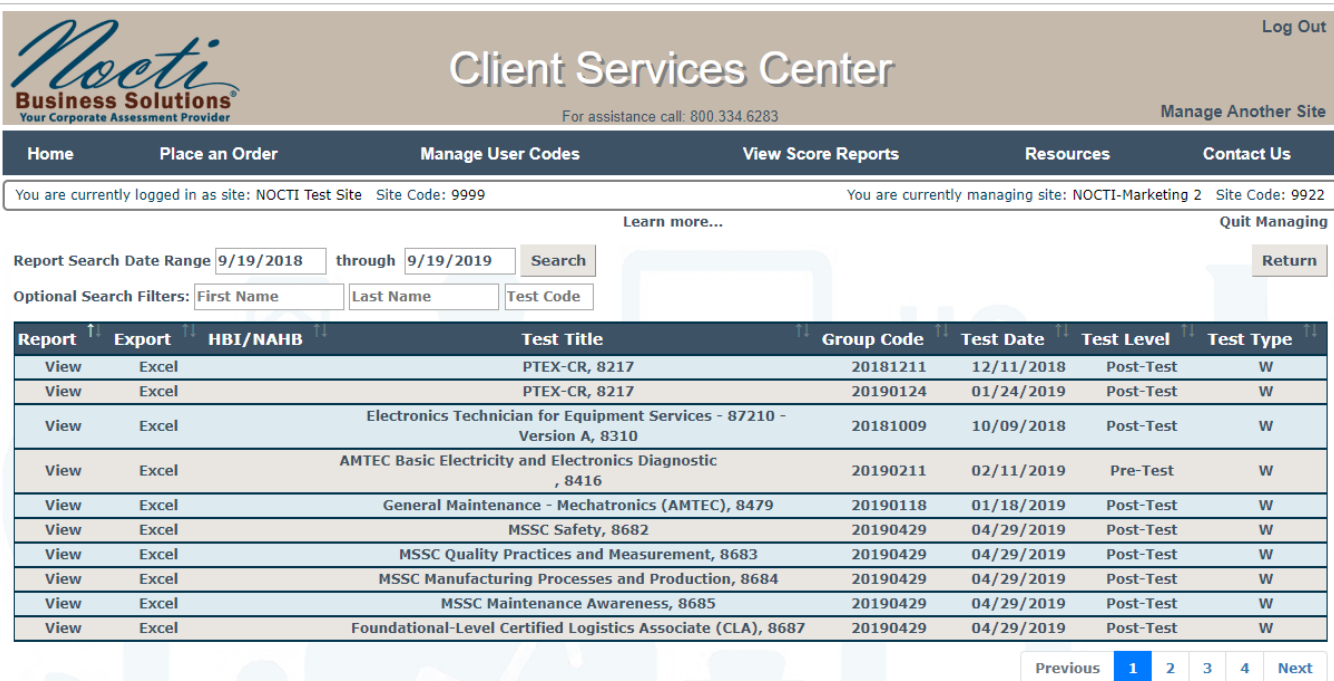 Nocti
Business Solutions®
Your Corporate Assessment Provider
Client Services Center
For assistance call: 800.334.6283
Log Out
Manage Another Site
Home Place an Order Manage User Codes View Score Reports Resources Contact Us
You are currently logged in as site: NOCTI Test Site Site Code: 9999 You are currently managing site: NOCTI-Marketing 2 Site Code: 9922
Learn more... Quit Managing
Report Search Date Range 9/19/2018 through 9/19/2019 Search Return
Optional Search Filters: First Name Last Name Test Code
Report Export HBI/NAHB Test Title Group Code Test Date Test Level Test Type
View Excel PTEX-CR, 8217 20181211 12/11/2018 Post-Test W
View Excel PTEX-CR, 8217 20190124 01/24/2019 Post-Test W
View Excel Electronics Technician for Equipment Services - 87210 - 20181009 10/09/2018 Post-Test W
Version A, 8310
View Excel AMTEC Basic Electricity and Electronics Diagnostic 20190211 02/11/2019 Pre-Test W
, 8416
View Excel General Maintenance - Mechatronics (AMTEC), 8479 20190118 01/18/2019 Post-Test W
View Excel MSSC Safety, 8682 20190429 04/29/2019 Post-Test W
View Excel MSSC Quality Practices and Measurement, 8683 20190429 04/29/2019 Post-Test W
View Excel MSSC Manufacturing Processes and Production, 8684 20190429 04/29/2019 Post-Test W
View Excel MSSC Maintenance Awareness, 8685 20190429 04/29/2019 Post-Test W
View Excel Foundational-Level Certified Logistics Associate (CLA), 8687 20190429 04/29/2019 Post-Test W
Previous 1 2 3 4 Next